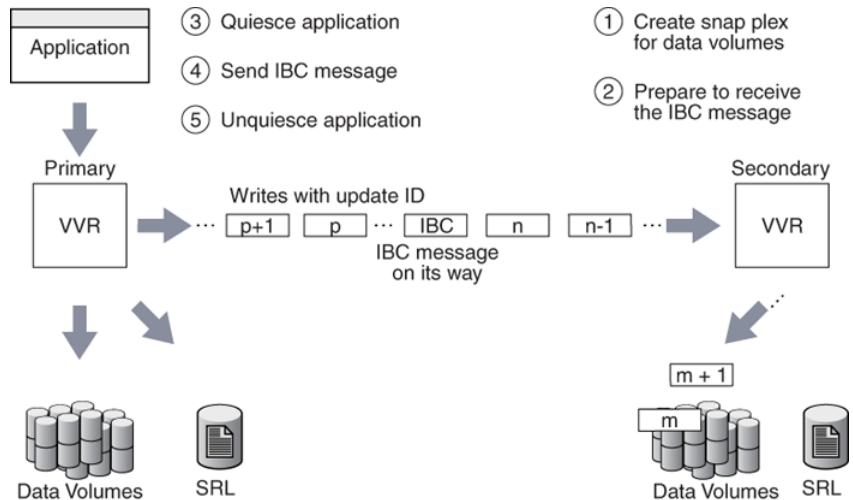 Application
③ Quiesce application
④ Send IBC message
⑤ Unquiesce application
① Create snap plex
for data volumes
② Prepare to receive
the IBC message
Primary
VVR
Writes with update ID
... p+1 p ... IBC n n-1 ...
IBC message
on its way
Secondary
VVR
m + 1
m
Data Volumes
SRL
Data Volumes
SRL